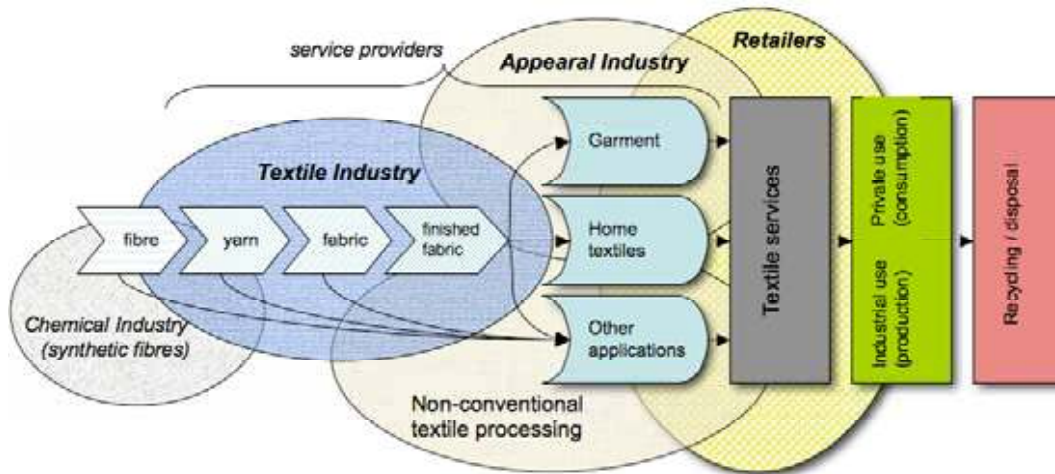 service providers
Retailers
Appearal Industry
Garment
Textile Industry
fibre
yarn
fabric
finished
fabric
Home
textiles
Chemical Industry
(synthetic fibres)
Other
applications
Non-conventional
textile processing
Textile services
Private use
(consumption)
Industrial use
(production)
Recycling / disposal